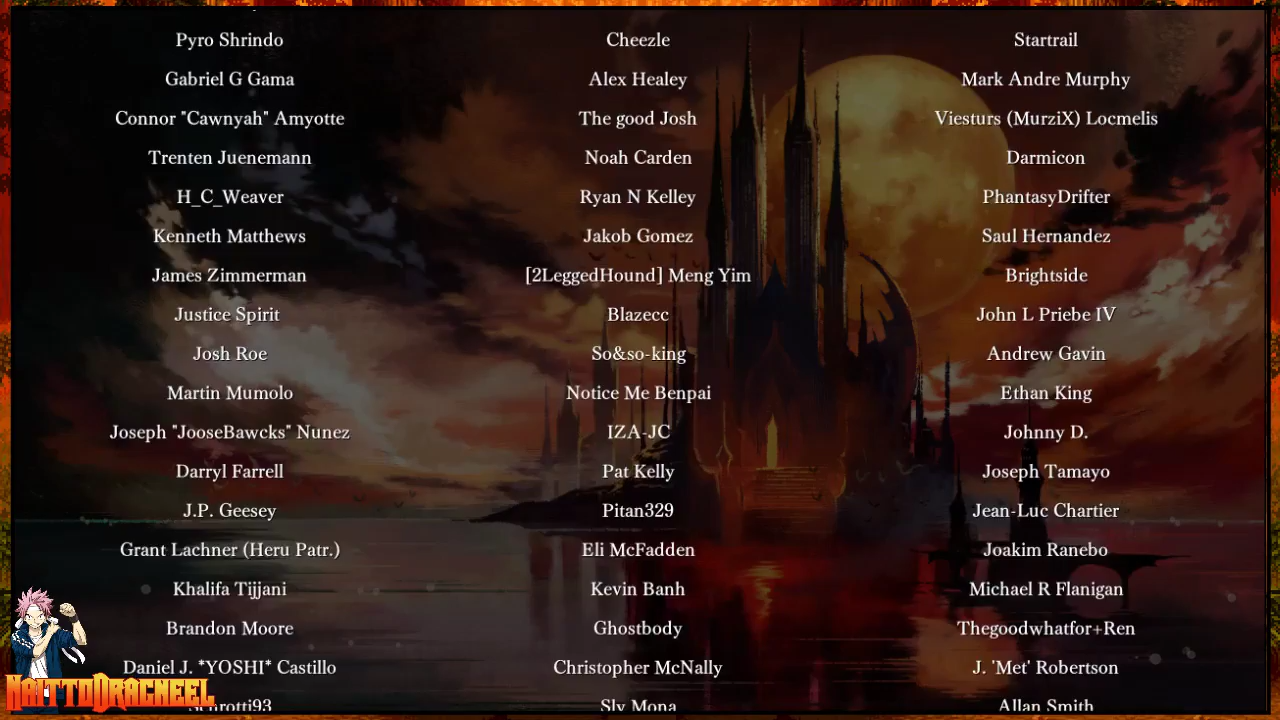 Pyro Shrindo Cheezle Startrail
Gabriel G Gama Alex Healey Mark Andre Murphy
Connor "Cawnyah" Amyotte The good Josh Viesturs (MurziX) Locmelis
Trenten Juenemann Noah Carden Darmicon
H_C_Weaver Ryan N Kelley PhantasyDrifter
Kenneth Matthews Jakob Gomez Saul Hernandez
James Zimmerman [2LeggedHound] Meng Yim Brightside
Justice Spirit Blazecc John L Priebe IV
Josh Roe So&so-king Andrew Gavin
Martin Mumolo Notice Me Benpai Ethan King
Joseph "JooseBawcks" Nunez IZA-JC Johnny D.
Darryl Farrell Pat Kelly Joseph Tamayo
J.P. Geesey Pitan329 Jean-Luc Chartier
Grant Lachner (Heru Patr.) Eli McFadden Joakim Ranebo
Khalifa Tijjani Kevin Banh Michael R Flanigan
Brandon Moore Ghostbody Thegoodwhatfor+Ren
Daniel J. *YOSHI* Castillo Christopher McNally J. 'Met' Robertson
Sly Mona Allan Smith
NaittoDragneel